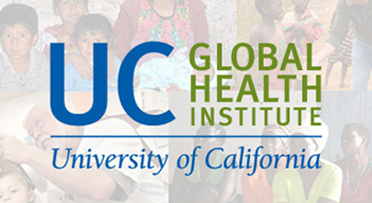 UC GLOBAL
HEALTH
INSTITUTE
University of California